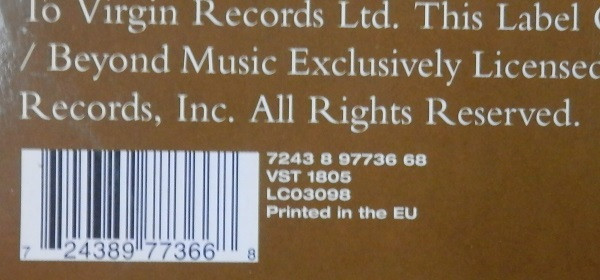 To Virgin Records Ltd. This Label
/ Beyond Music Exclusively Licensed
Records, Inc. All Rights Reserved.
7243 8 97736 68
VST 1805
LC03098
Printed in the EU
7 24389 77366 8